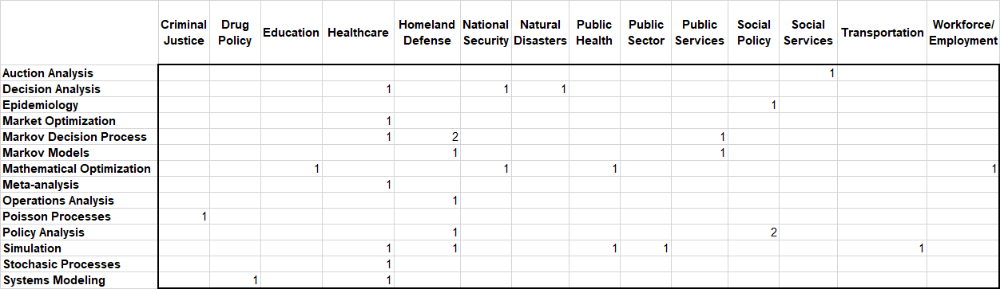 Criminal Justice Drug Policy Education Healthcare Homeland Defense National Security Natural Disasters Public Health Public Sector Public Services Social Policy Social Services Transportation Workforce/ Employment
Auction Analysis 1
Decision Analysis 1 1 1
Epidemiology 1
Market Optimization 1
Markov Decision Process 1 2 1
Markov Models 1 1
Mathematical Optimization 1 1 1 1
Meta-analysis 1
Operations Analysis 1
Poisson Processes 1
Policy Analysis 1 2
Simulation 1 1 1 1 1
Stochasic Processes 1
Systems Modeling 1 1